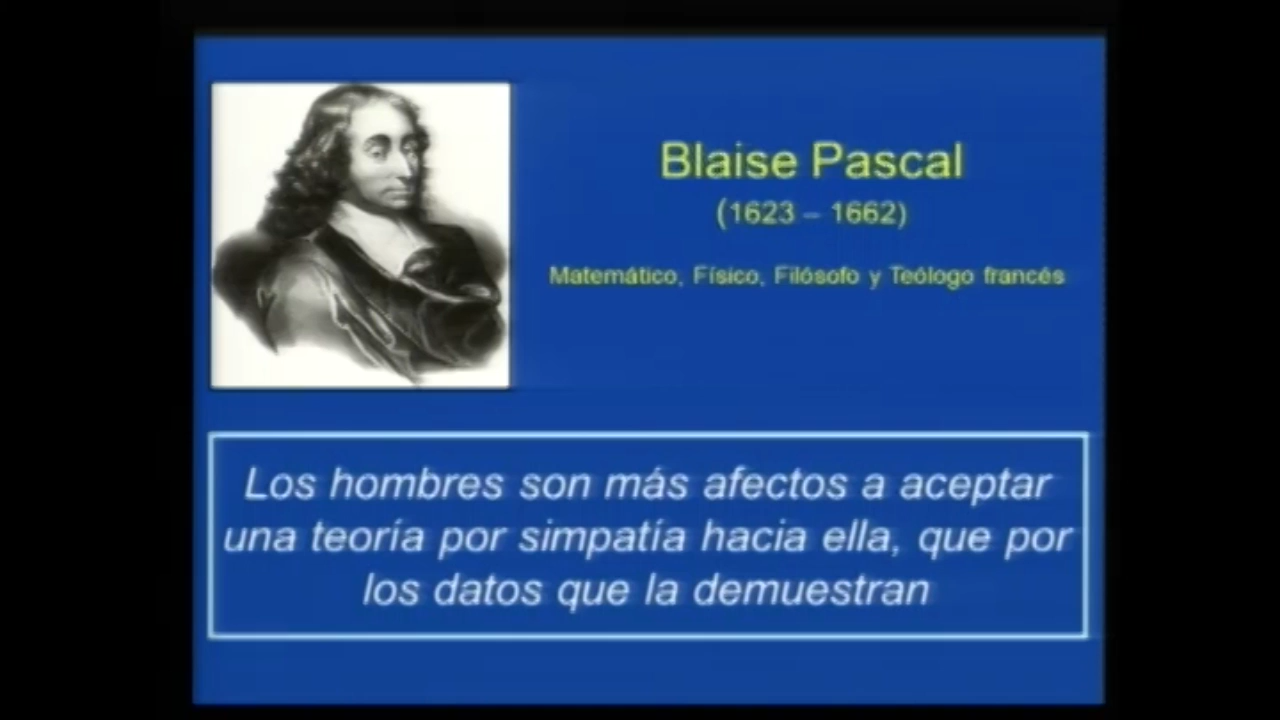 Blaise Pascal
(1623 – 1662)
Matemático, Físico, Filósofo y Teólogo francés
Los hombres son más afectos a aceptar
una teoría por simpatía hacia ella, que por
los datos que la demuestran